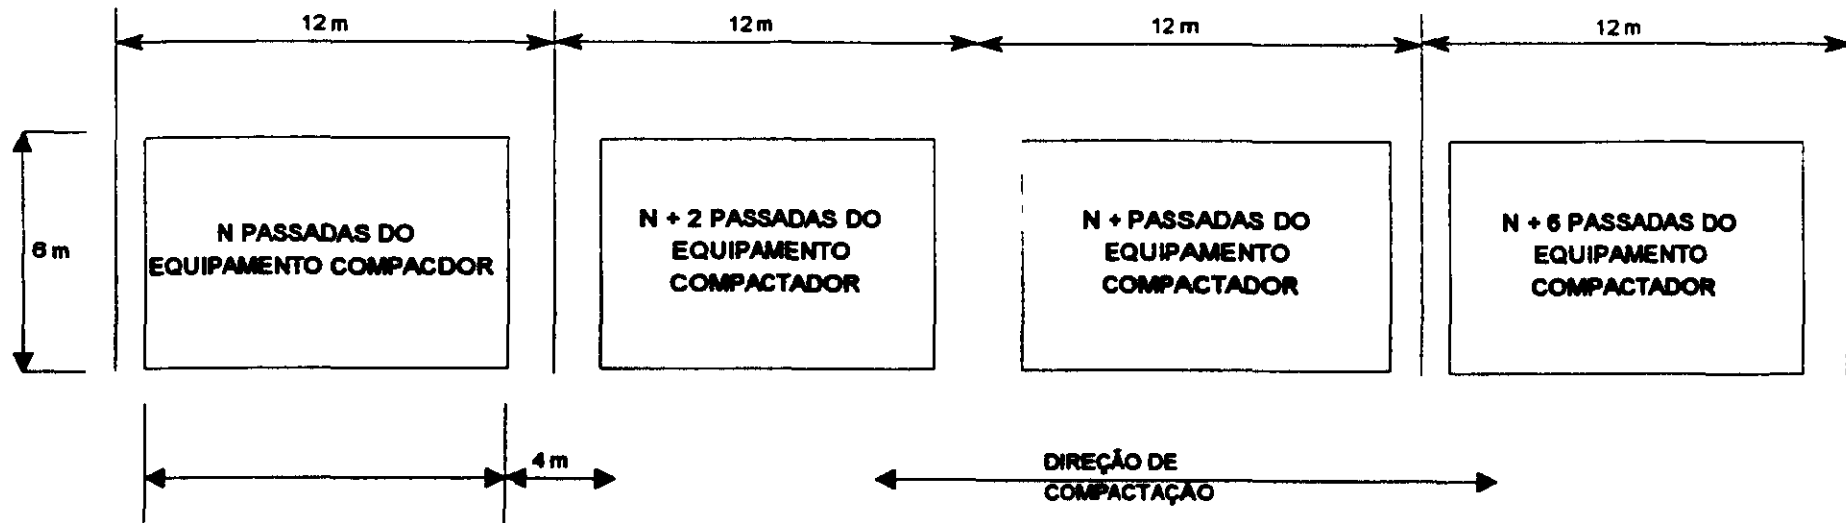 12 m
12 m
12 m
12 m
6 m
N PASSADAS DO
EQUIPAMENTO COMPACDOR
N + 2 PASSADAS DO
EQUIPAMENTO
COMPACTADOR
N + PASSADAS DO
EQUIPAMENTO
COMPACTADOR
N + 6 PASSADAS DO
EQUIPAMENTO
COMPACTADOR
4 m
DIREÇÃO DE
COMPACTAÇÃO